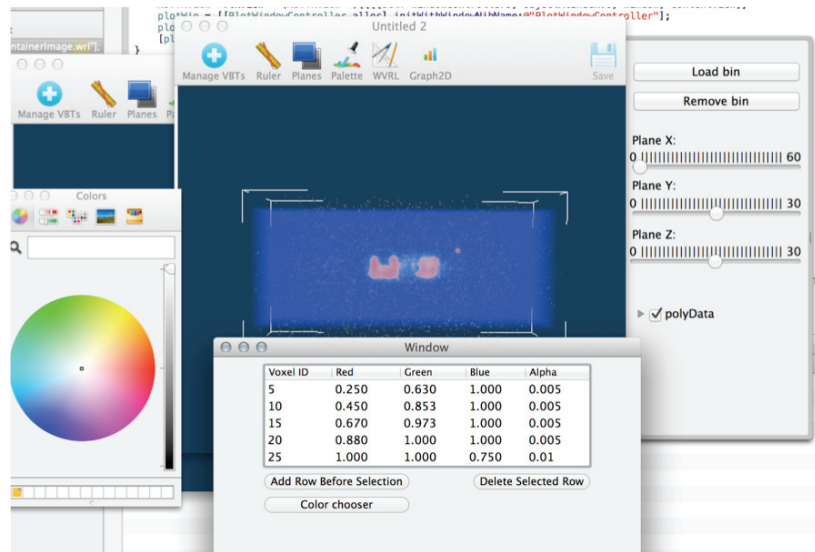 plotWin = [[PlotWindowController alloc] initWithWindowNibName:@"PlotWindowController"];
plo
[pl
}
ntainerImage.wrl"];
Untitled 2
Manage VBTs Ruler Planes Palette WVRL Graph2D Save
Manage VBTs Ruler Planes Pa
Load bin
Remove bin
Plane X:
0 60
Plane Y:
0 30
Plane Z:
0 30
polyData
Colors
Window
Voxel ID Red Green Blue Alpha
5 0.250 0.630 1.000 0.005
10 0.450 0.853 1.000 0.005
15 0.670 0.973 1.000 0.005
20 0.880 1.000 1.000 0.005
25 1.000 1.000 0.750 0.01
Add Row Before Selection Delete Selected Row
Color chooser